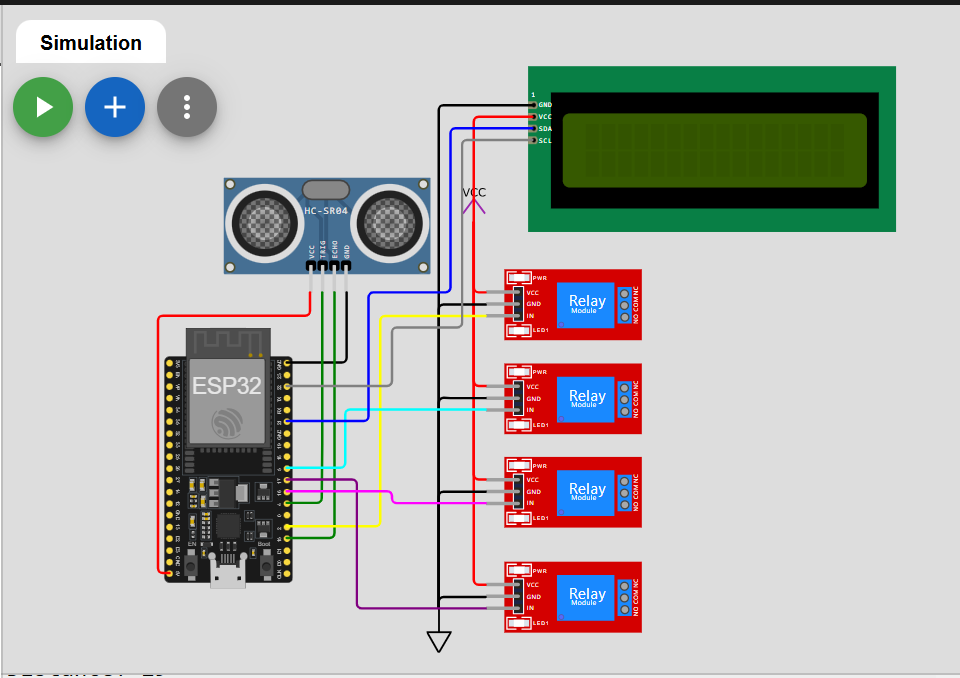 Simulation
1
GND
VCC
SDA
SCL
VCC
HC-SR04
VCC
TRIG
ECHO
GND
PWR
VCC
GND
IN
LED1
Relay
Module
NO COM NC
ESP32
PWR
VCC
GND
IN
LED1
Relay
Module
NO COM NC
PWR
VCC
GND
IN
LED1
Relay
Module
NO COM NC
EN
Boot
PWR
VCC
GND
IN
LED1
Relay
Module
NO COM NC